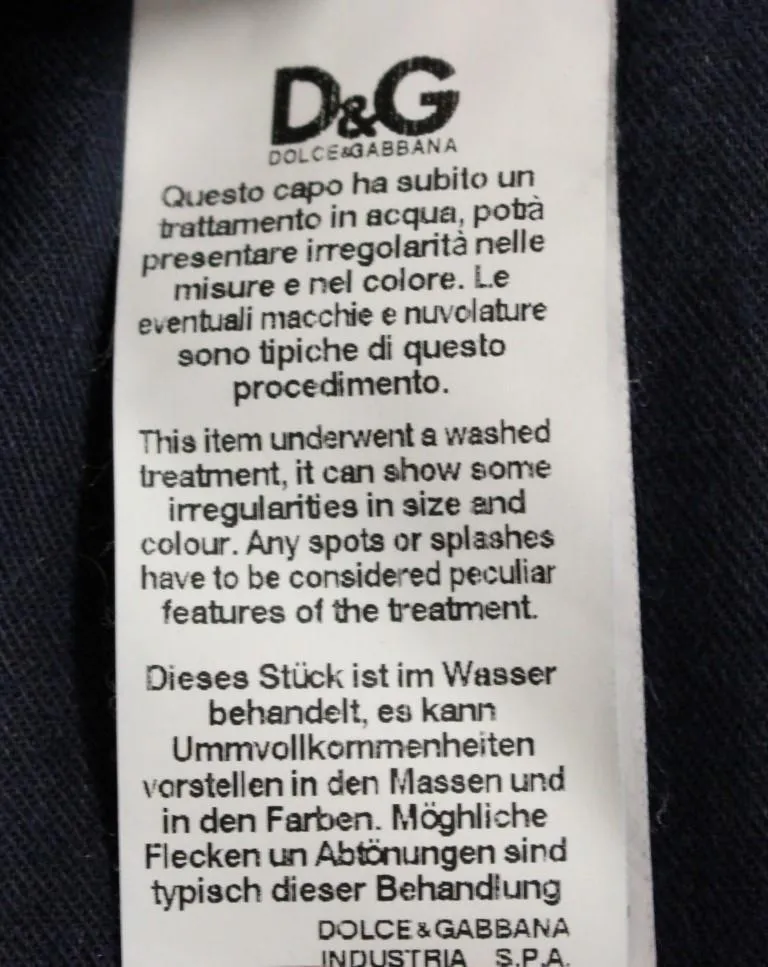 D&G
DOLCE&GABBANA
Questo capo ha subito un
trattamento in acqua, potrà
presentare irregolarità nelle
misure e nel colore. Le
eventuali macchie e nuvolature
sono tipiche di questo
procedimento.
This item underwent a washed
treatment, it can show some
irregularities in size and
colour. Any spots or splashes
have to be considered peculiar
features of the treatment.
Dieses Stück ist im Wasser
behandelt, es kann
Ummvollkommenheiten
vorstellen in den Massen und
in den Farben. Möghliche
Flecken un Abtönungen sind
typisch dieser Behandlung
DOLCE & GABBANA
INDUSTRIA S.P.A.